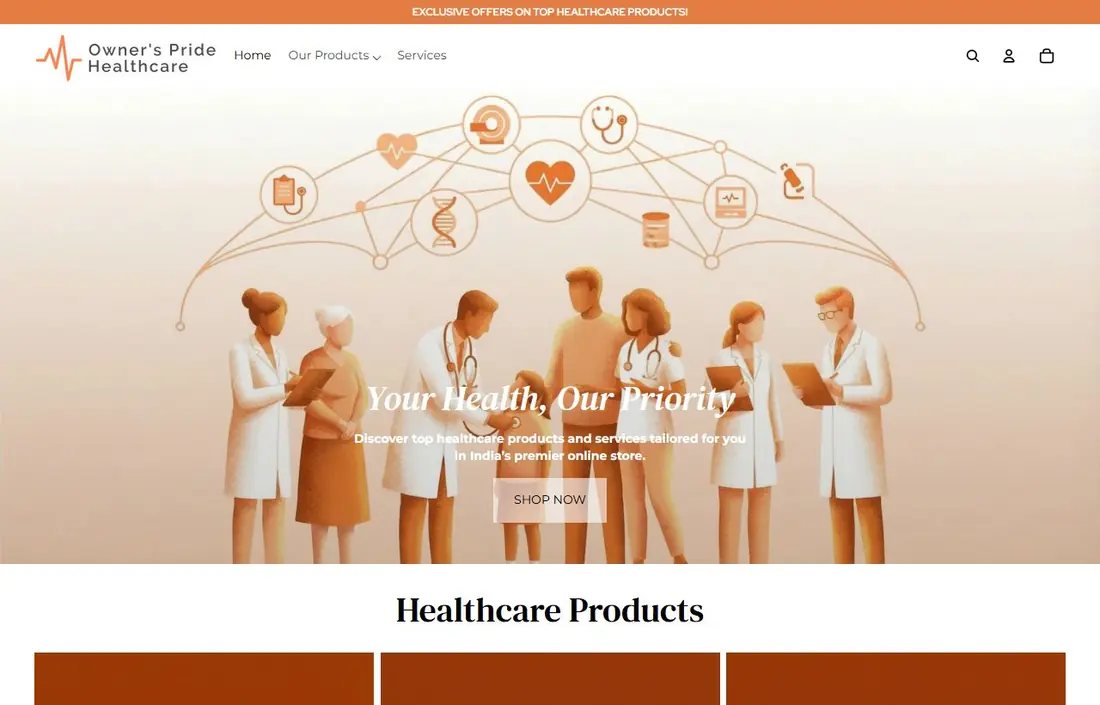 EXCLUSIVE OFFERS ON TOP HEALTHCARE PRODUCTS!
Owner's Pride
Healthcare
Home
Our Products
Services
Your Health, Our Priority
Discover top healthcare products and services tailored for you
in India's premier online store.
SHOP NOW
Healthcare Products